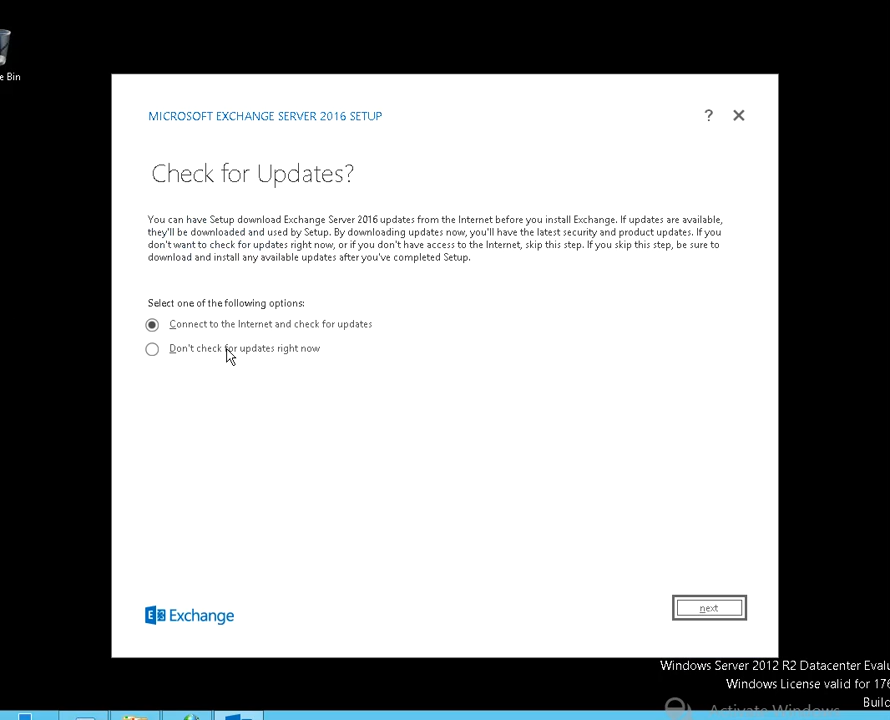 e Bin
MICROSOFT EXCHANGE SERVER 2016 SETUP
?
Check for Updates?
You can have Setup download Exchange Server 2016 updates from the Internet before you install Exchange. If updates are available,
they'll be downloaded and used by Setup. By downloading updates now, you'll have the latest security and product updates. If you
don't want to check for updates right now, or if you don't have access to the Internet, skip this step. If you skip this step, be sure to
download and install any available updates after you've completed Setup.
Select one of the following options:
Connect to the Internet and check for updates
Don't check for updates right now
E Exchange
next
Windows Server 2012 R2 Datacenter Evalu
Windows License valid for 176
Build
Activate Windows